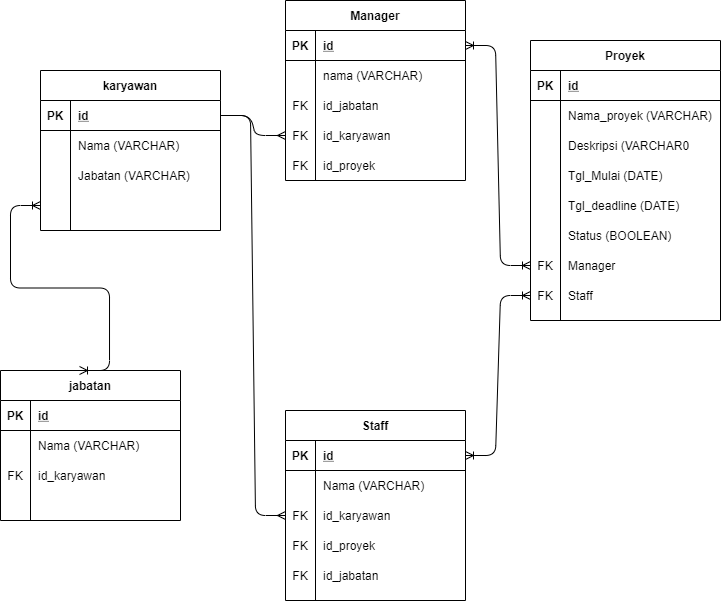 Manager
PK id
nama (VARCHAR)
FK id_jabatan
FK id_karyawan
FK id_proyek
karyawan
PK id
Nama (VARCHAR)
Jabatan (VARCHAR)
Proyek
PK id
Nama_proyek (VARCHAR)
Deskripsi (VARCHAR0
Tgl_Mulai (DATE)
Tgl_deadline (DATE)
Status (BOOLEAN)
FK Manager
FK Staff
jabatan
PK id
Nama (VARCHAR)
FK id_karyawan
Staff
PK id
Nama (VARCHAR)
FK id_karyawan
FK id_proyek
FK id_jabatan